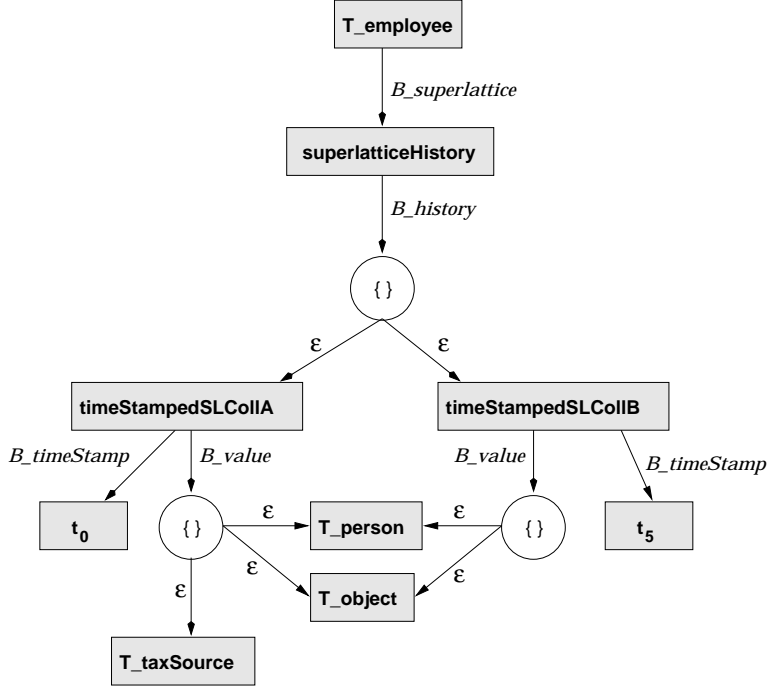 T_employee
B_superlattice
superlatticeHistory
B_history
{ }
ε ε
timeStampedSLCollA timeStampedSLCollB
B_timeStamp B_value B_value B_timeStamp
t0 { } ε T_person ε { } t5
ε ε
ε T_object
T_taxSource